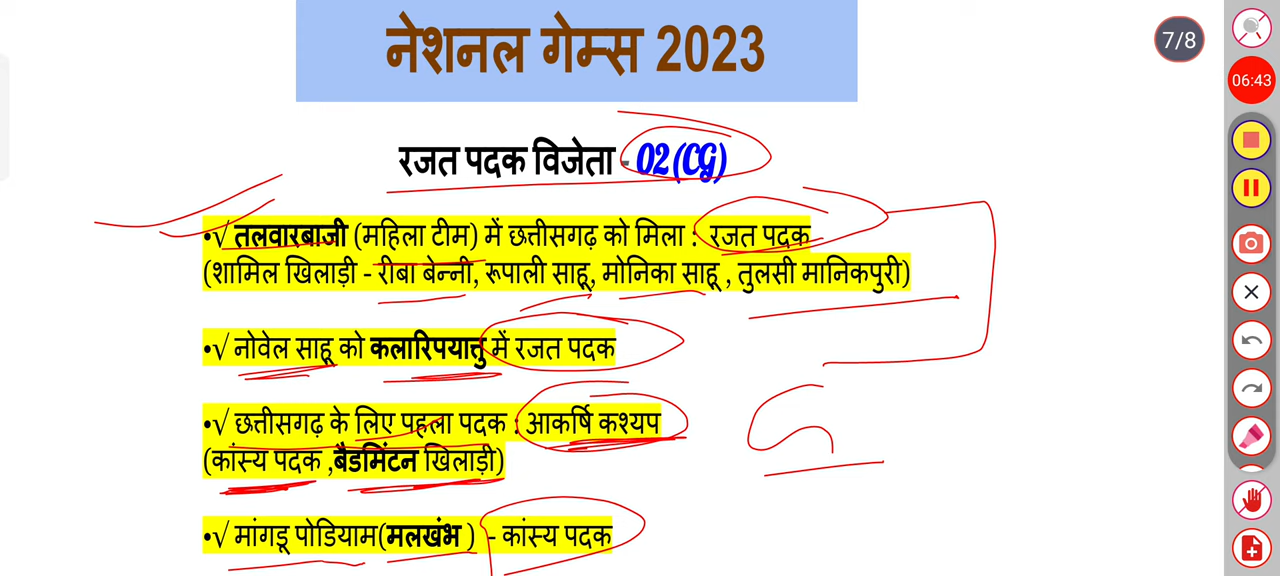 नेशनल गेम्स 2023
7/8
06:43
रजत पदक विजेता - 02 (CG)
•√ तलवारबाजी (महिला टीम) में छत्तीसगढ़ को मिला : रजत पदक
(शामिल खिलाड़ी - रीबा बेन्नी, रूपाली साहू, मोनिका साहू , तुलसी मानिकपुरी)
•√ नोवेल साहू को कलारिपयात्तु में रजत पदक
•√ छत्तीसगढ़ के लिए पहला पदक : आकर्षि कश्यप
(कांस्य पदक ,बैडमिंटन खिलाड़ी)
•√ मांगडू पोडियाम(मलखंभ ) - कांस्य पदक